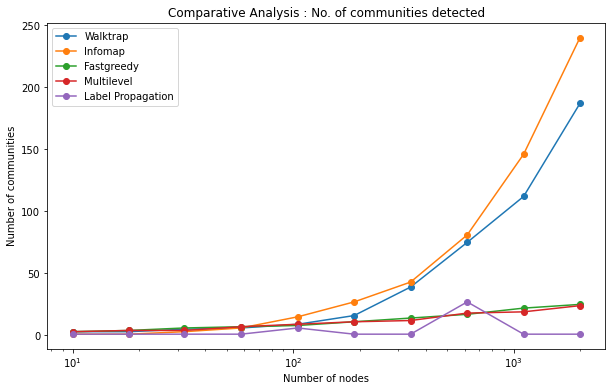 Comparative Analysis : No. of communities detected
Walktrap
Infomap
Fastgreedy
Multilevel
Label Propagation
250
200
150
100
50
0
Number of communities
10¹ 10² 10³
Number of nodes